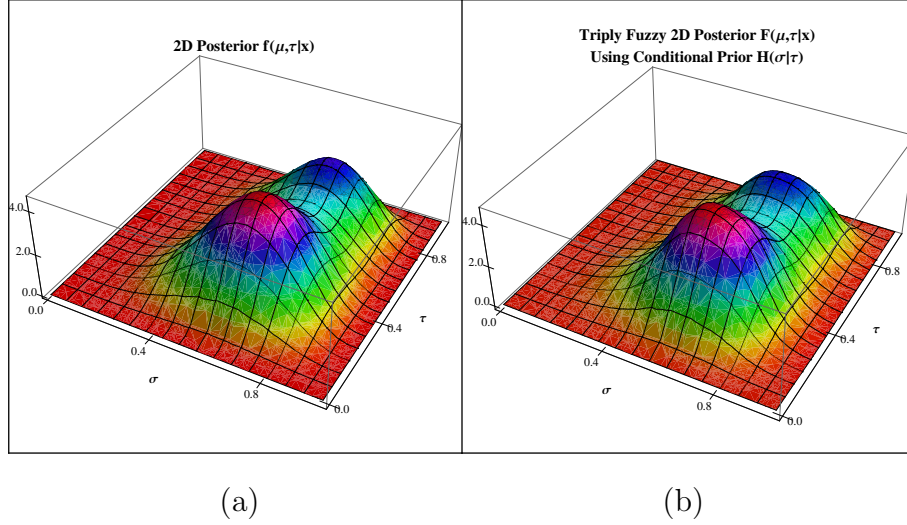 2D Posterior f(μ,τ|x)
4.0
2.0
0.0
0.0
0.4
0.8
σ
0.0
0.4
0.8
τ
Triply Fuzzy 2D Posterior F(μ,τ|x)
Using Conditional Prior H(σ|τ)
4.0
2.0
0.0
0.0
0.4
0.8
σ
0.0
0.4
0.8
τ
(a)
(b)